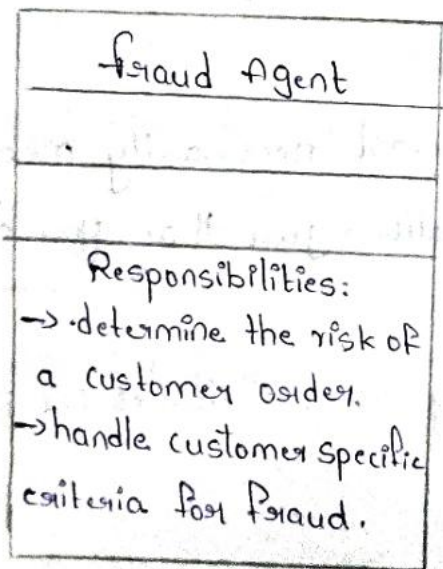 Fraud Agent
Responsibilities:
→ determine the risk of
a customer order.
→ handle customer specific
criteria for fraud.